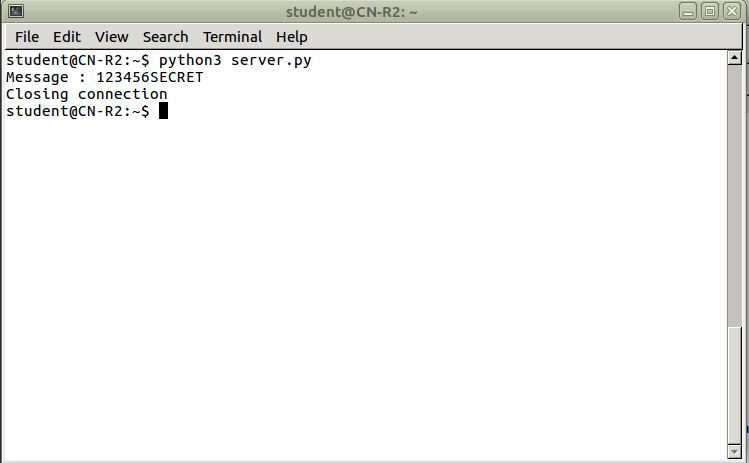 student@CN-R2: ~
File Edit View Search Terminal Help
student@CN-R2:~$ python3 server.py
Message : 123456SECRET
Closing connection
student@CN-R2:~$